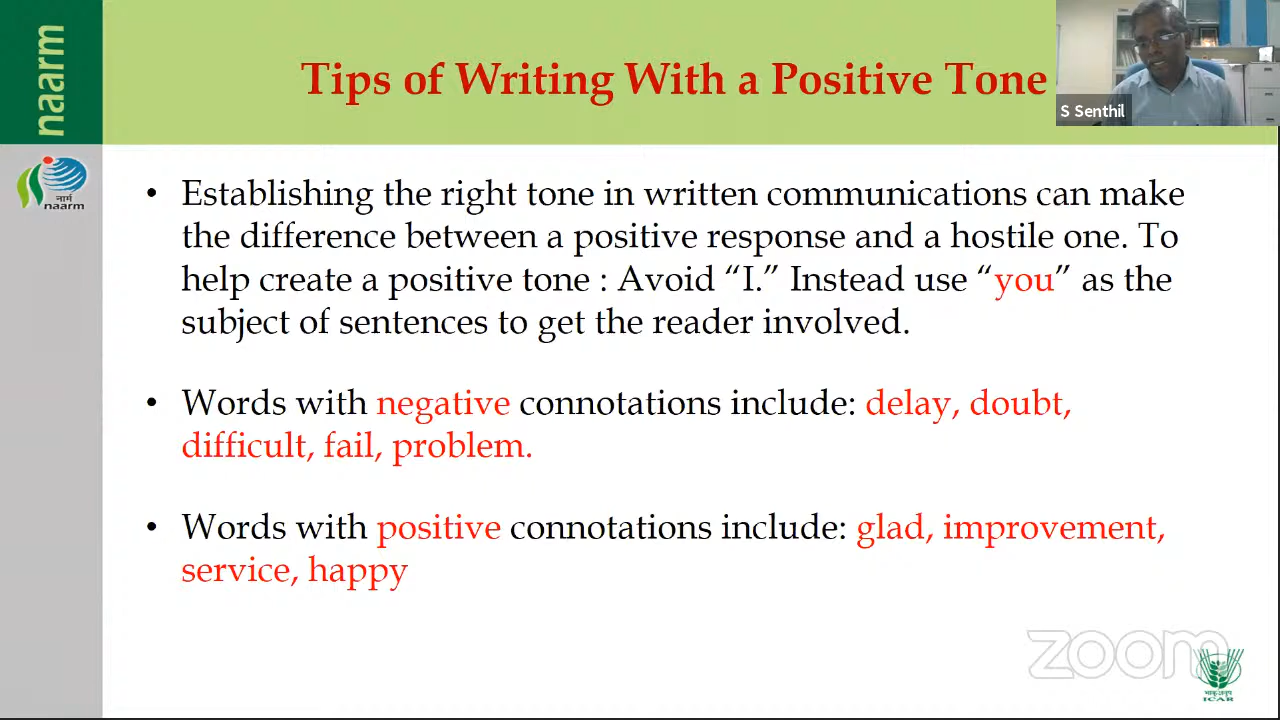 naarm
Tips of Writing With a Positive Tone
S Senthil
नार्म
naarm
• Establishing the right tone in written communications can make
the difference between a positive response and a hostile one. To
help create a positive tone : Avoid “I.” Instead use “you” as the
subject of sentences to get the reader involved.
• Words with negative connotations include: delay, doubt,
difficult, fail, problem.
• Words with positive connotations include: glad, improvement,
service, happy
zoom
भाकृअनुप
ICAR